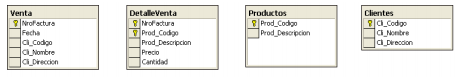 Venta
NroFactura
Fecha
Cli_Codigo
Cli_Nombre
Cli_Direccion
DetalleVenta
NroFactura
Prod_Codigo
Prod_Descripcion
Precio
Cantidad
Productos
Prod_Codigo
Prod_Descripcion
Clientes
Cli_Codigo
Cli_Nombre
Cli_Direccion